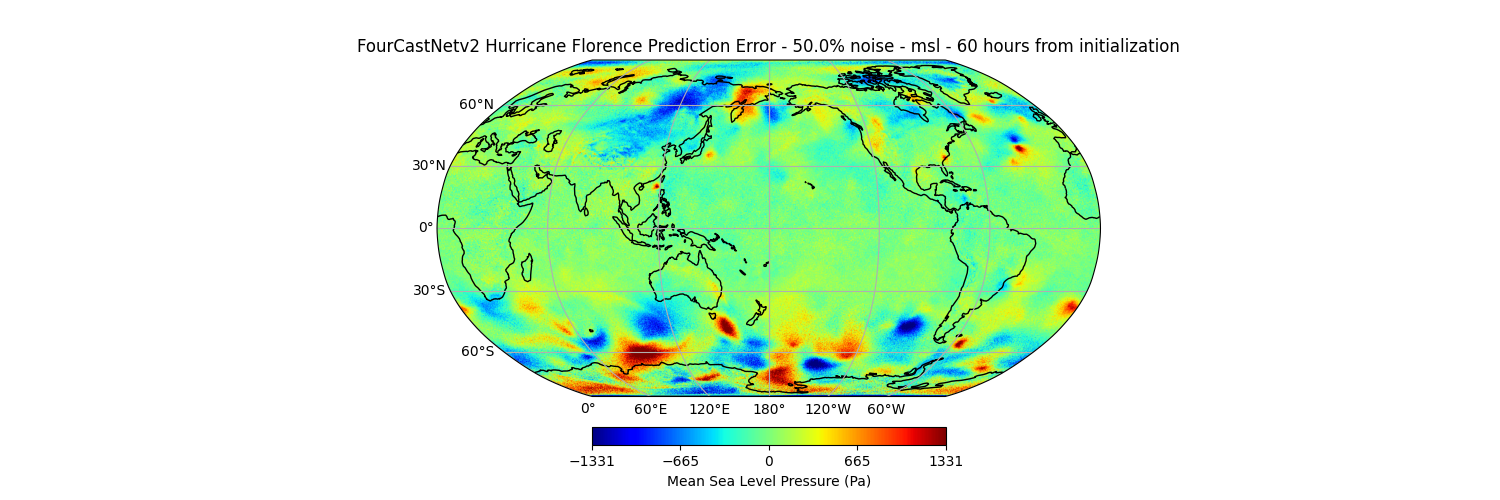 FourCastNetv2 Hurricane Florence Prediction Error - 50.0% noise - msl - 60 hours from initialization
60°N
30°N
0°
30°S
60°S
0° 60°E 120°E 180° 120°W 60°W
−1331 −665 0 665 1331
Mean Sea Level Pressure (Pa)